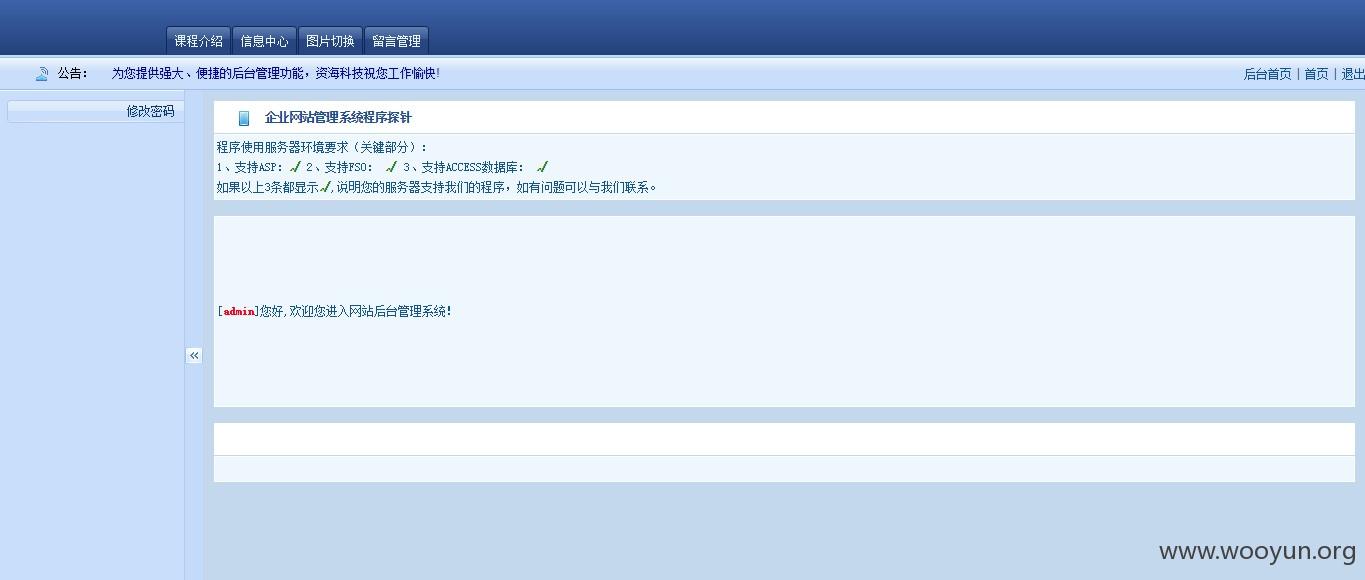 课程介绍 信息中心 图片切换 留言管理
公告： 为您提供强大、便捷的后台管理功能，资海科技祝您工作愉快！ 后台首页 | 首页 | 退出
修改密码
企业网站管理系统程序探针
程序使用服务器环境要求（关键部分）：
1、支持ASP： ✓ 2、支持FSO： ✓ 3、支持ACCESS数据库： ✓
如果以上3条都显示✓,说明您的服务器支持我们的程序，如有问题可以与我们联系。
[admin]您好,欢迎您进入网站后台管理系统！
«
www.wooyun.org